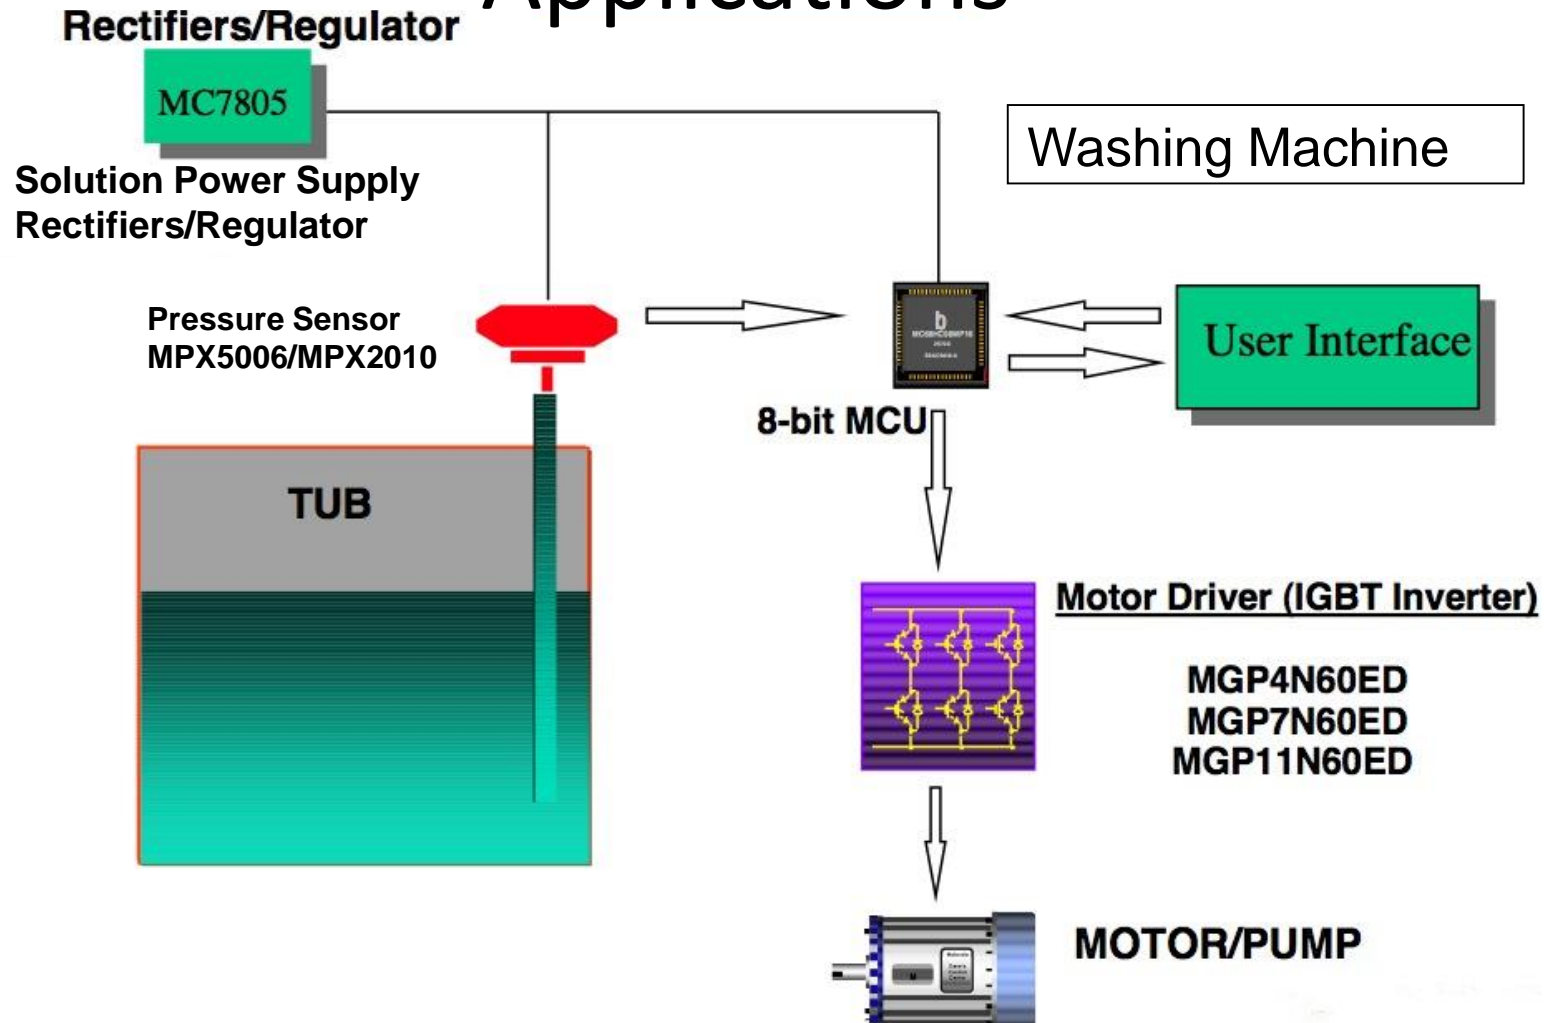 Applications
Rectifiers/Regulator
MC7805
Solution Power Supply
Rectifiers/Regulator
Washing Machine
Pressure Sensor
MPX5006/MPX2010
b
User Interface
8-bit MCU
TUB
Motor Driver (IGBT Inverter)
MGP4N60ED
MGP7N60ED
MGP11N60ED
MOTOR/PUMP